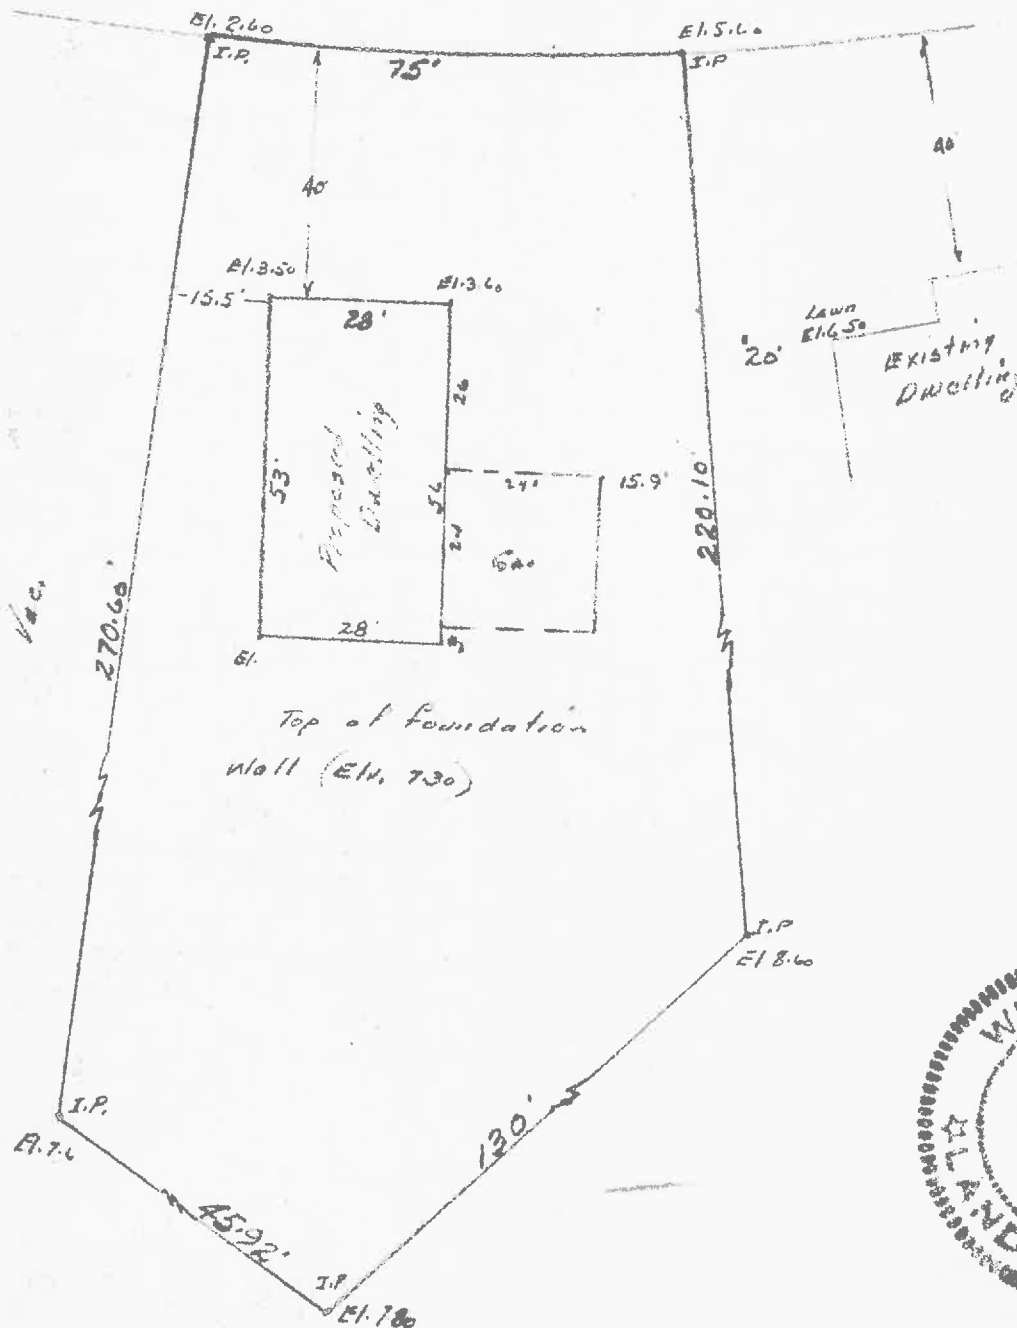 El. 2.60
El. 5.60
I.P.
75'
I.P
40'
40'
El. 3.50
El. 3.60
15.5'
28'
Lawn
El. 6.50
20'
Existing
Dwelling
26
53'
Proposed
Dwelling
24'
15.9'
220.10'
24
Gar
Vac.
270.60'
28'
El.
Top of foundation
Wall (Elv. 7.30)
I.P
El 8.60
I.P.
El. 7.6
130'
45.92'
I.P
El. 7.80
W
LAND